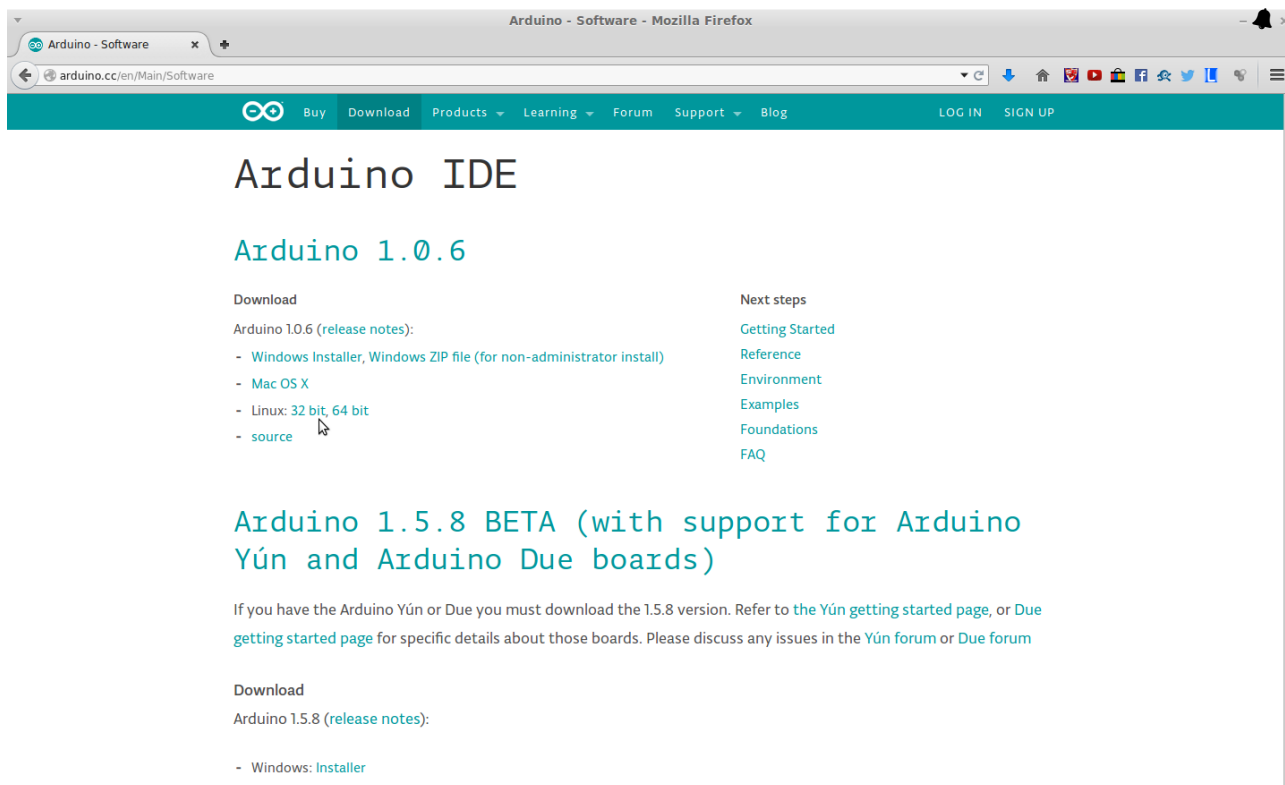 Arduino - Software - Mozilla Firefox
Arduino - Software
arduino.cc/en/Main/Software
Buy Download Products Learning Forum Support Blog LOG IN SIGN UP
Arduino IDE
Arduino 1.0.6
Download
Arduino 1.0.6 (release notes):
- Windows Installer, Windows ZIP file (for non-administrator install)
- Mac OS X
- Linux: 32 bit, 64 bit
- source
Next steps
Getting Started
Reference
Environment
Examples
Foundations
FAQ
Arduino 1.5.8 BETA (with support for Arduino
Yún and Arduino Due boards)
If you have the Arduino Yún or Due you must download the 1.5.8 version. Refer to the Yún getting started page, or Due
getting started page for specific details about those boards. Please discuss any issues in the Yún forum or Due forum
Download
Arduino 1.5.8 (release notes):
- Windows: Installer